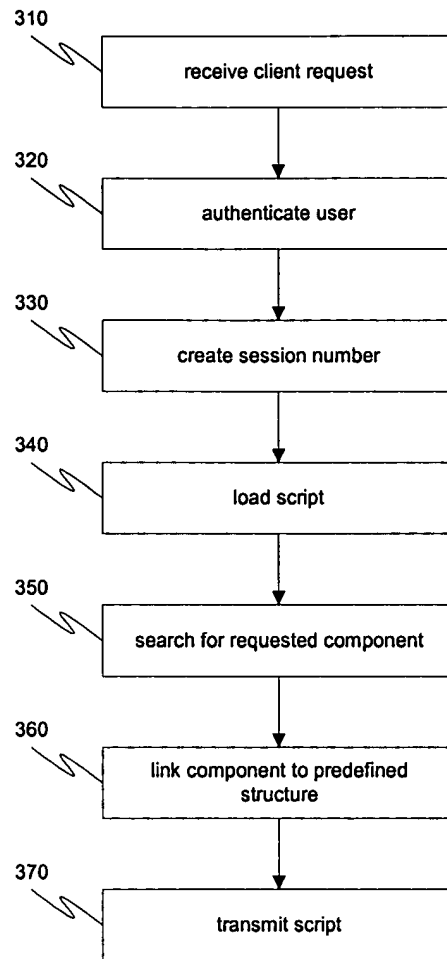 310
receive client request
320
authenticate user
330
create session number
340
load script
350
search for requested component
360
link component to predefined
structure
370
transmit script